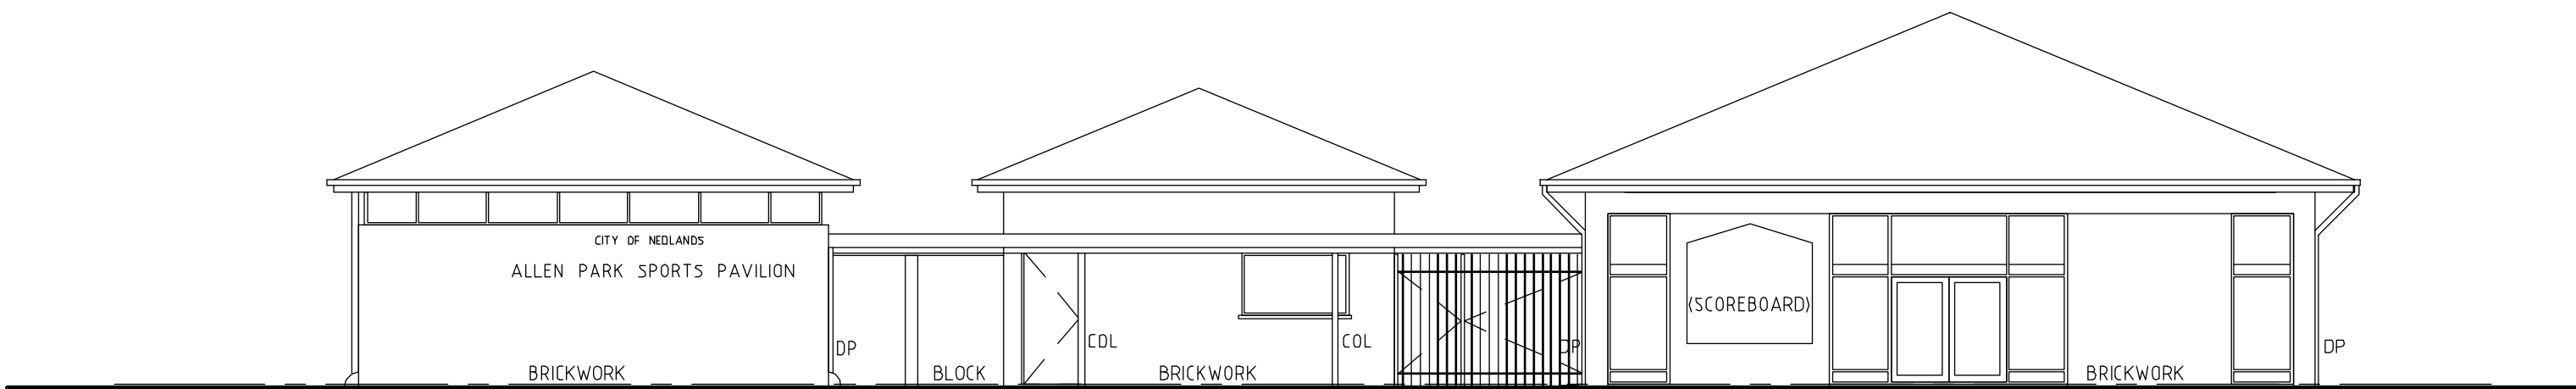 CITY OF NEDLANDS
ALLEN PARK SPORTS PAVILION
(SCOREBOARD)
COL
COL
DP
DP
DP
BRICKWORK
BLOCK
BRICKWORK
BRICKWORK